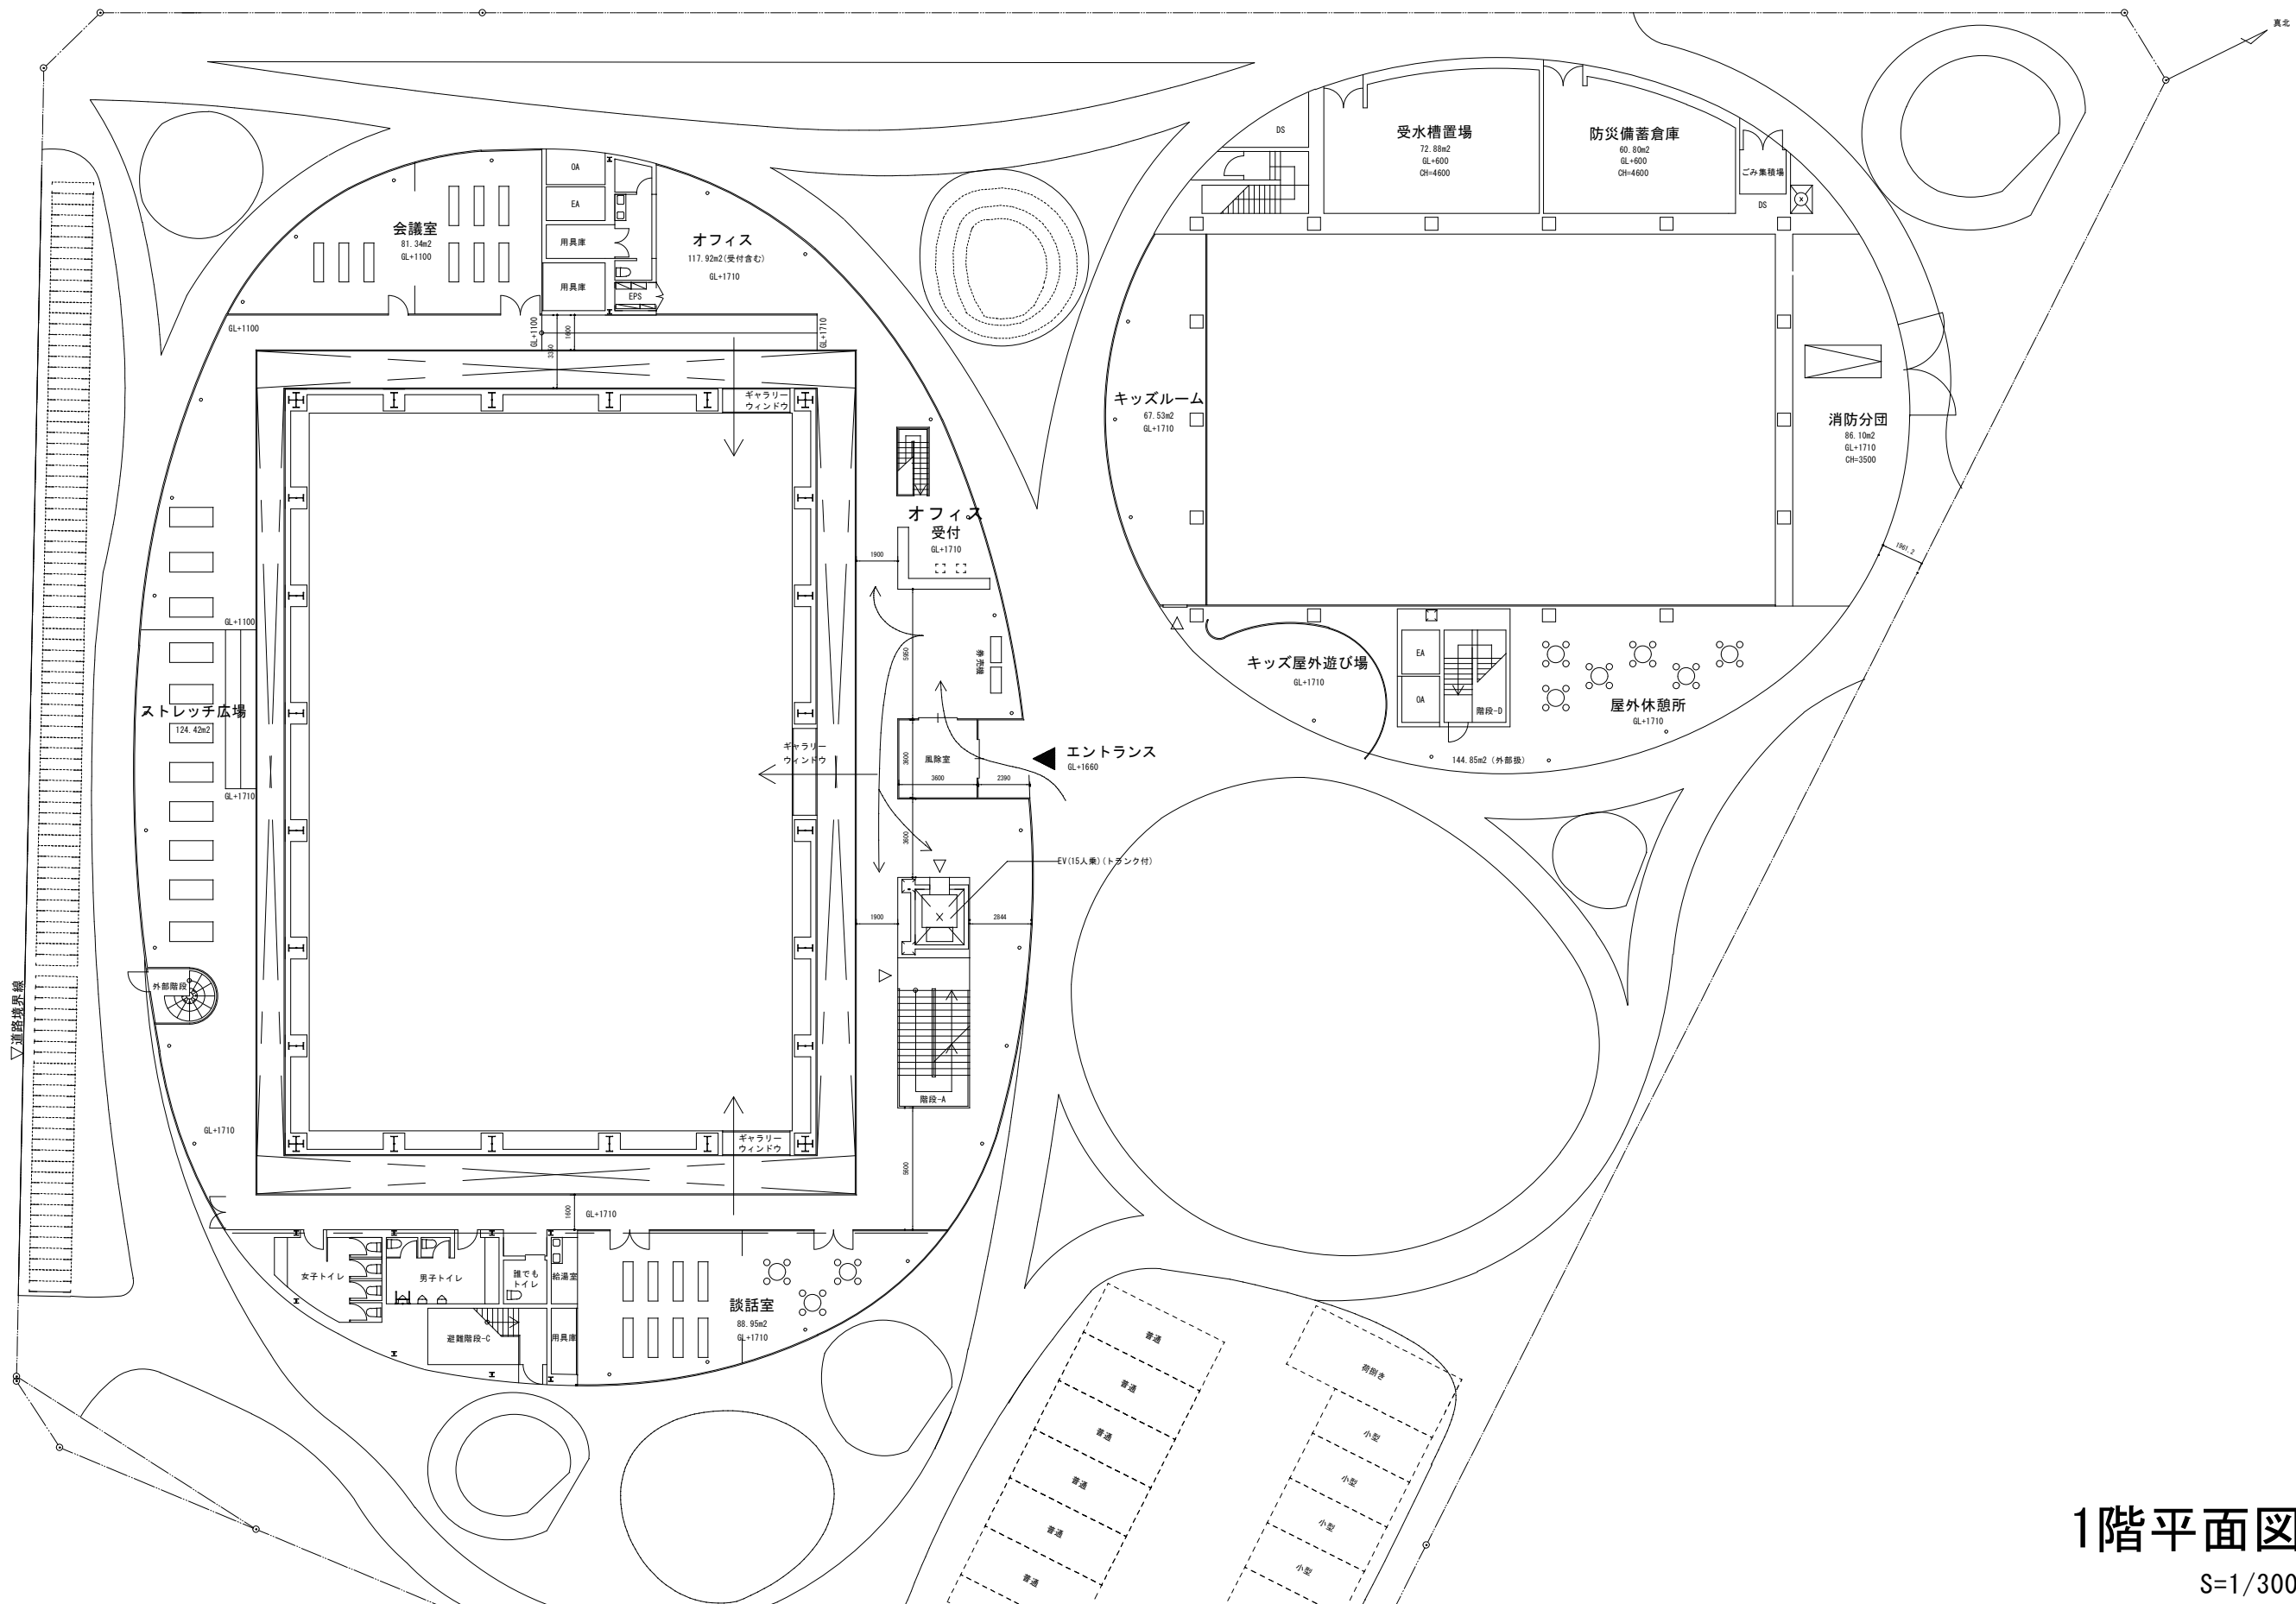 真北
DS
受水槽置場
72.88m2
GL+600
CH=4600
防災備蓄倉庫
60.80m2
GL+600
CH=4600
ごみ集積場
DS
OA
EA
用具庫
用具庫
EPS
会議室
81.34m2
GL+1100
オフィス
117.92m2(受付含む)
GL+1710
GL+1100
GL+1100
3350
1600
GL+1710
ギャラリー
ウィンドウ
キッズルーム
67.53m2
GL+1710
消防分団
86.10m2
GL+1710
CH=3500
オフィス
受付
GL+1710
1900
1961.2
GL+1100
5950
券売機
キッズ屋外遊び場
GL+1710
EA
OA
階段-D
屋外休憩所
GL+1710
144.85m2 (外部扱)
ストレッチ広場
124.42m2
GL+1710
ギャラリー
ウィンドウ
風除室
3600
3600
2390
エントランス
GL+1660
3600
EV(15人乗)(トランク付)
1900
2844
外部階段
▽道路境界線
階段-A
GL+1710
ギャラリー
ウィンドウ
5600
1600
GL+1710
女子トイレ
男子トイレ
誰でも
トイレ
給湯室
避難階段-C
用具庫
談話室
88.95m2
GL+1710
普通
普通
普通
普通
普通
普通
荷捌き
小型
小型
小型
小型
1階平面図
S=1/300